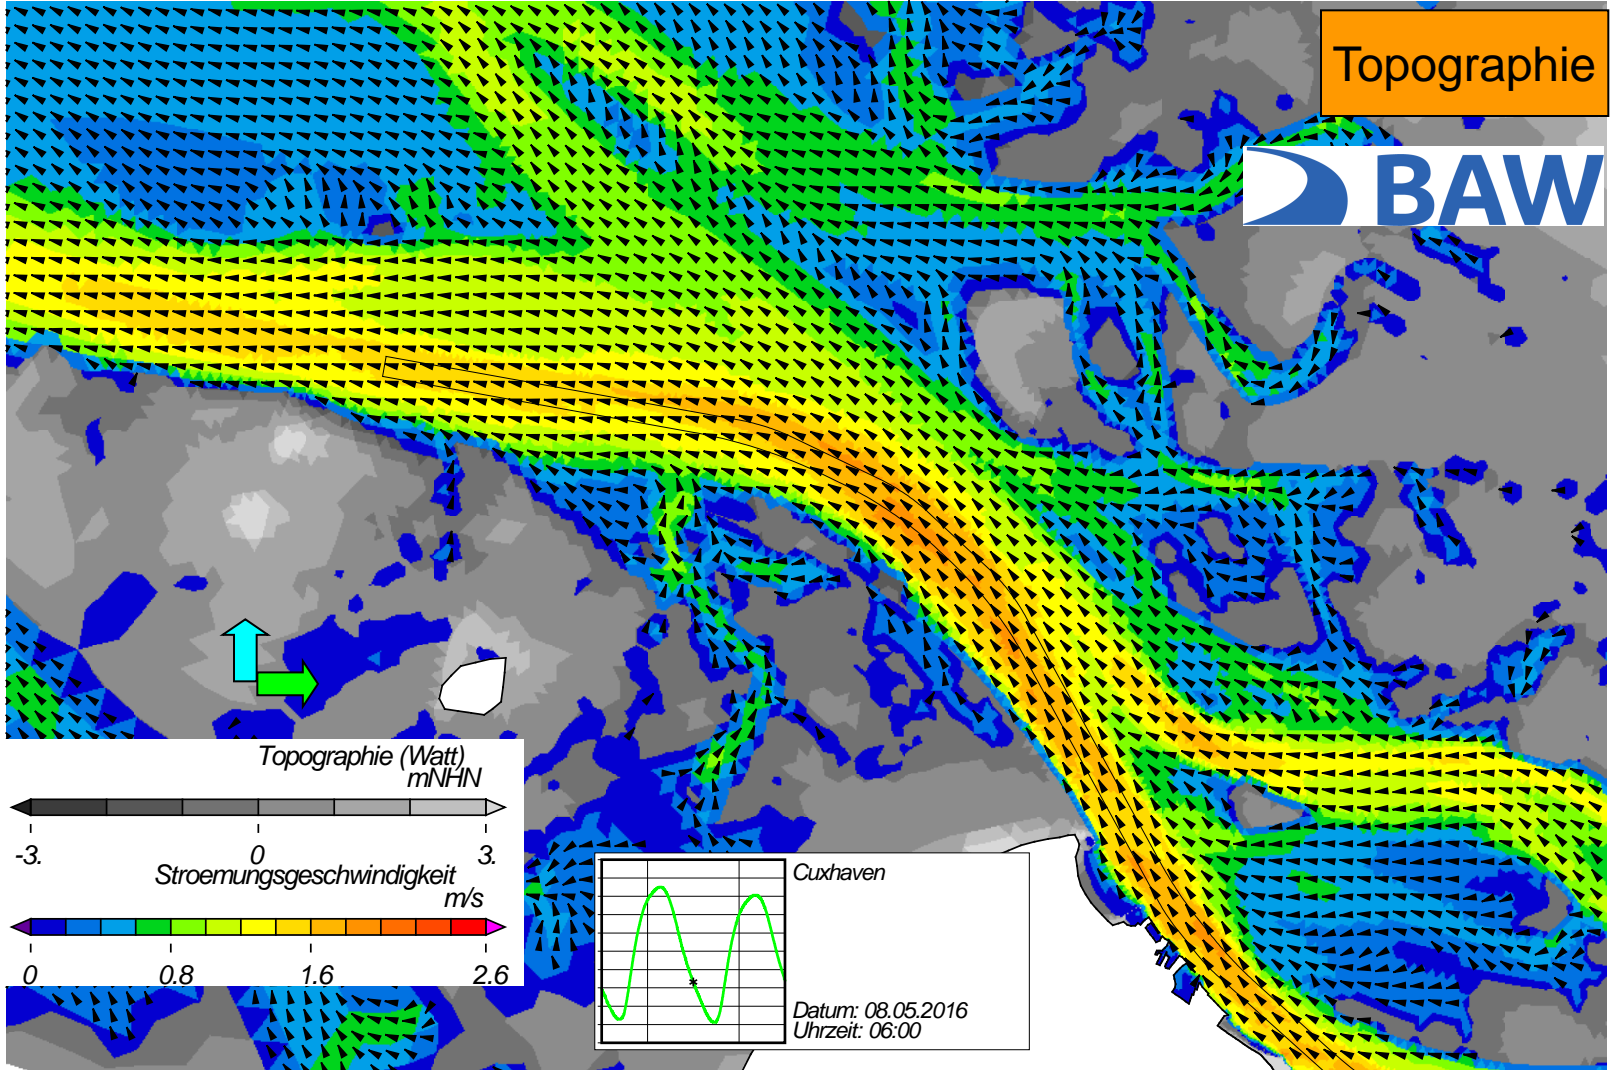 Topographie
BAW
Topographie (Watt)
mNHN
-3. 0 3.
Stroemungsgeschwindigkeit
m/s
0 0.8 1.6 2.6
Cuxhaven
Datum: 08.05.2016
Uhrzeit: 06:00